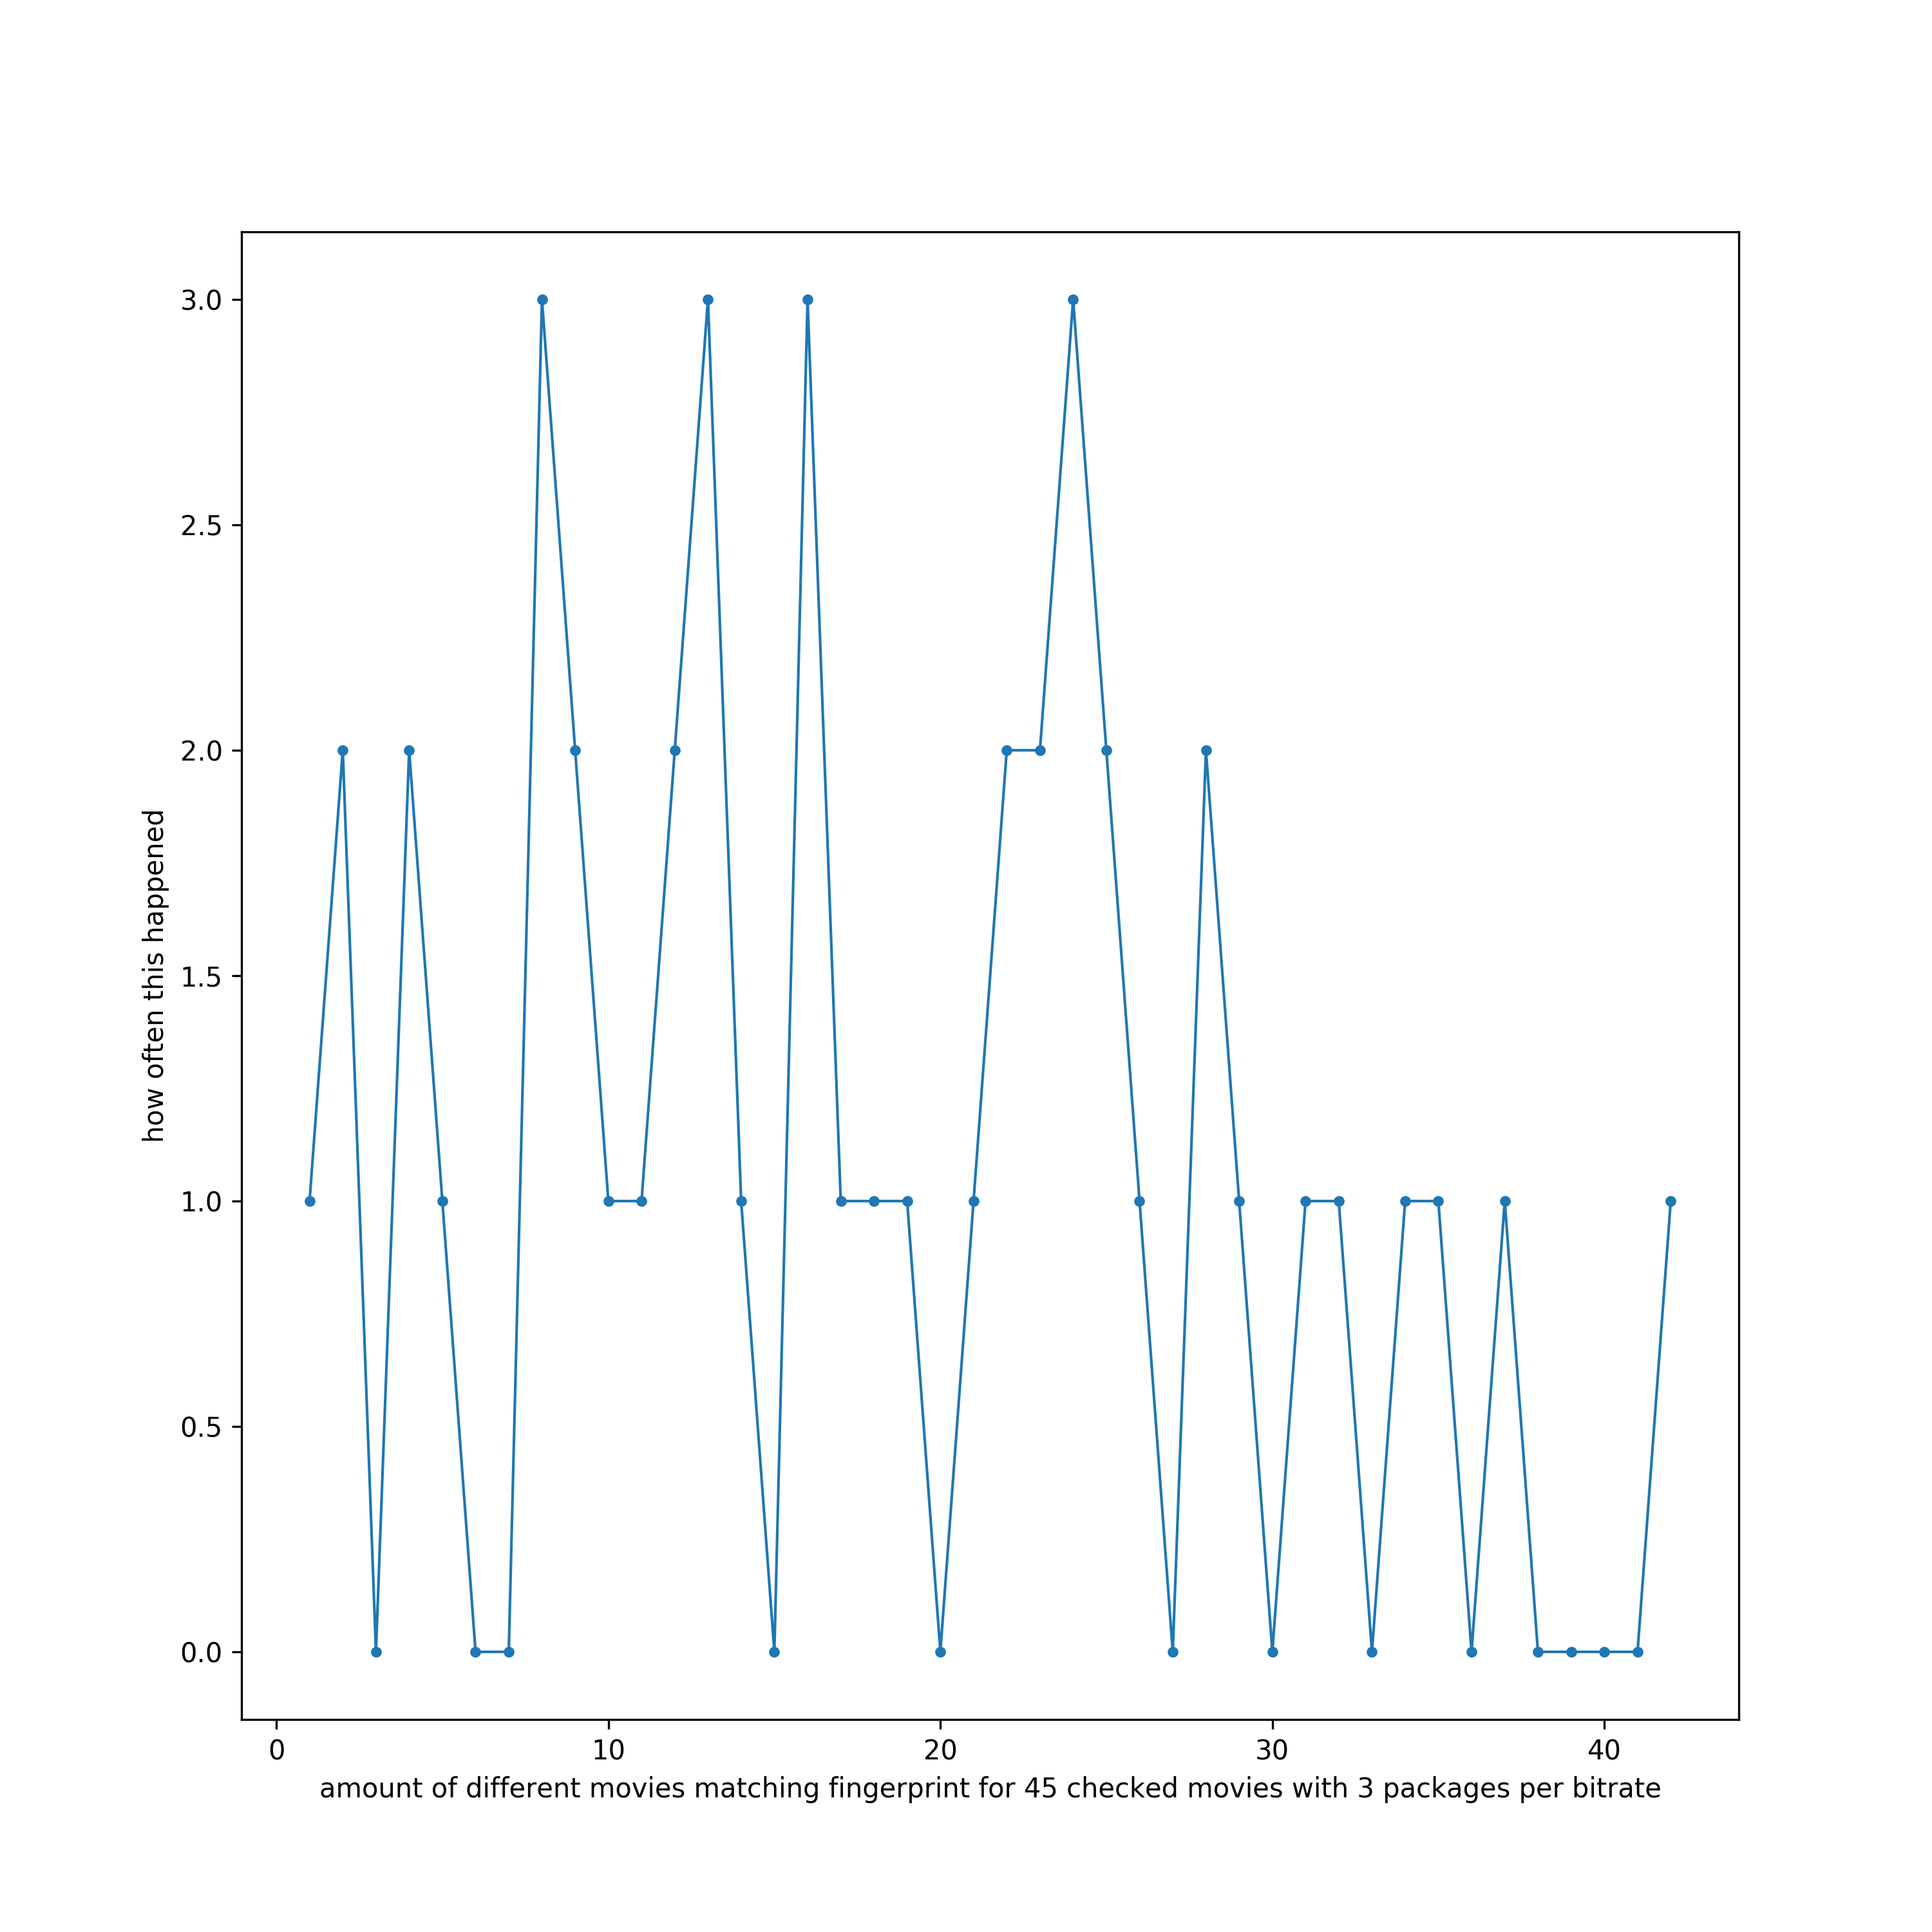 3.0
2.5
2.0
1.5
1.0
0.5
0.0
how often this happened
0 10 20 30 40
amount of different movies matching fingerprint for 45 checked movies with 3 packages per bitrate